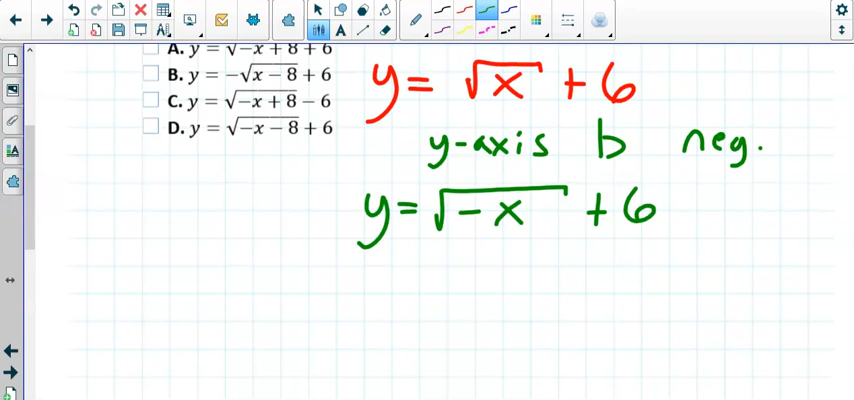 A. y = √-x + 8 + 6
B. y = -√x - 8 + 6
C. y = √-x + 8 - 6
D. y = √-x - 8 + 6
y = √x + 6
y-axis b neg.
y = √-x + 6